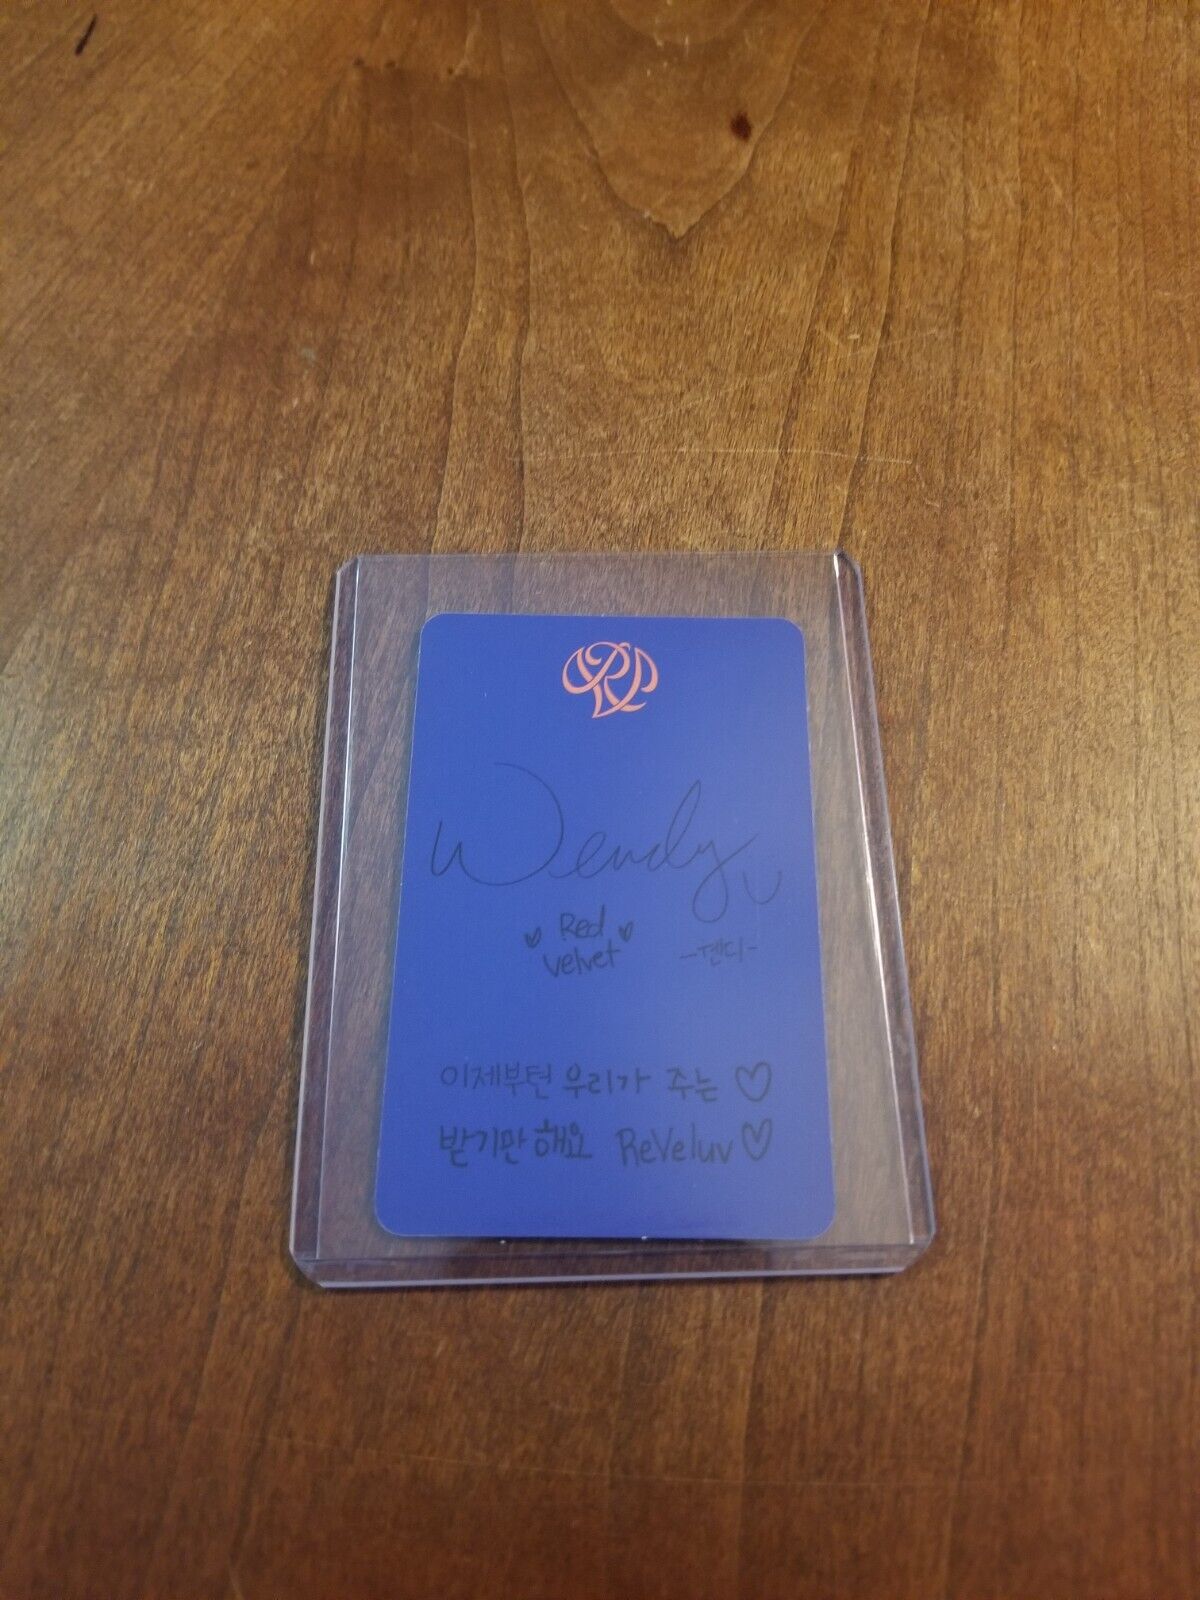 Wendy
Red
Velvet
-웬디-
이제부턴 우리가 주는 ♡
받기만 해요 ReVeluv ♡